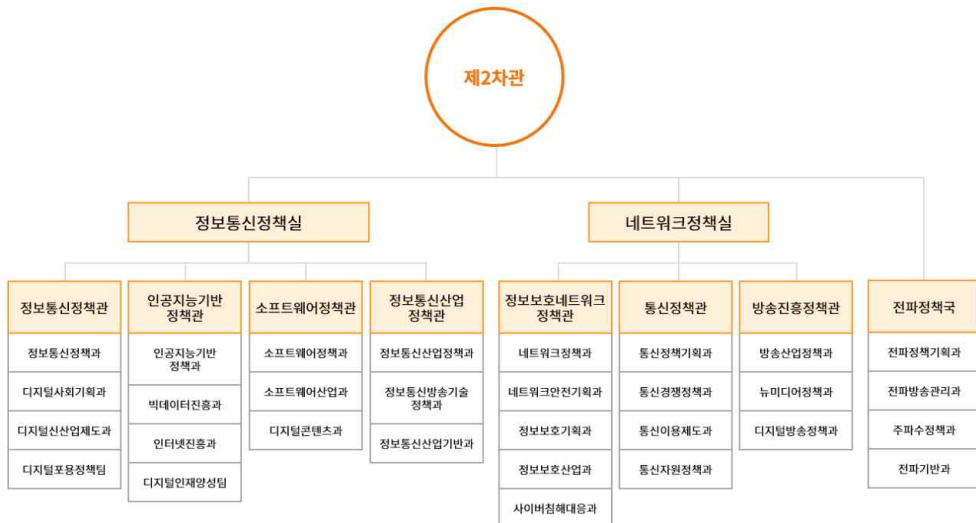 제2차관
정보통신정책실
네트워크정책실
정보통신정책관
정보통신정책과
디지털사회기획과
디지털신산업제도과
디지털포용정책팀
인공지능기반
정책관
인공지능기반
정책과
빅데이터진흥과
인터넷진흥과
디지털인재양성팀
소프트웨어정책관
소프트웨어정책과
소프트웨어산업과
디지털콘텐츠과
정보통신산업
정책관
정보통신산업정책과
정보통신방송기술
정책과
정보통신산업기반과
정보보호네트워크
정책관
네트워크정책과
네트워크안전기획과
정보보호기획과
정보보호산업과
사이버침해대응과
통신정책관
통신정책기획과
통신경쟁정책과
통신이용제도과
통신자원정책과
방송진흥정책관
방송산업정책과
뉴미디어정책과
디지털방송정책과
전파정책국
전파정책기획과
전파방송관리과
주파수정책과
전파기반과